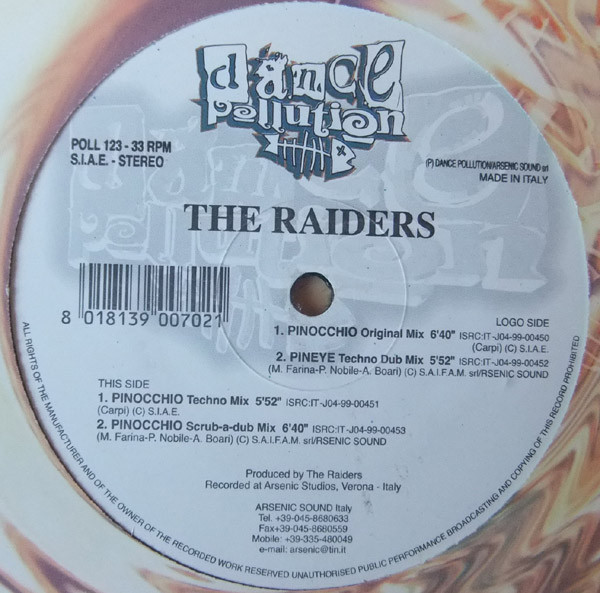 dance
pollution
POLL 123 - 33 RPM
S.I.A.E. - STEREO
(P) DANCE POLLUTION/ARSENIC SOUND srl
MADE IN ITALY
THE RAIDERS
8 018139 007021
LOGO SIDE
1. PINOCCHIO Original Mix 6'40" ISRC:IT-J04-99-00450
(Carpi) (C) S.I.A.E.
2. PINEYE Techno Dub Mix 5'52" ISRC:IT-J04-99-00452
(M. Farina-P. Nobile-A. Boari) (C) S.A.I.F.A.M. srl/RSENIC SOUND
THIS SIDE
1. PINOCCHIO Techno Mix 5'52" ISRC:IT-J04-99-00451
(Carpi) (C) S.I.A.E.
2. PINOCCHIO Scrub-a-dub Mix 6'40" ISRC:IT-J04-99-00453
(M. Farina-P. Nobile-A. Boari) (C) S.A.I.F.A.M. srl/RSENIC SOUND
Produced by The Raiders
Recorded at Arsenic Studios, Verona - Italy
ARSENIC SOUND Italy
Tel. +39-045-8680633
Fax+39-045-8680559
Mobile: +39-335-480049
e-mail: arsenic@tin.it
ALL RIGHTS OF THE MANUFACTURER AND OF THE OWNER OF THE RECORDED WORK RESERVED UNAUTHORISED PUBLIC PERFORMANCE BROADCASTING AND COPYING OF THIS RECORD PROHIBITED